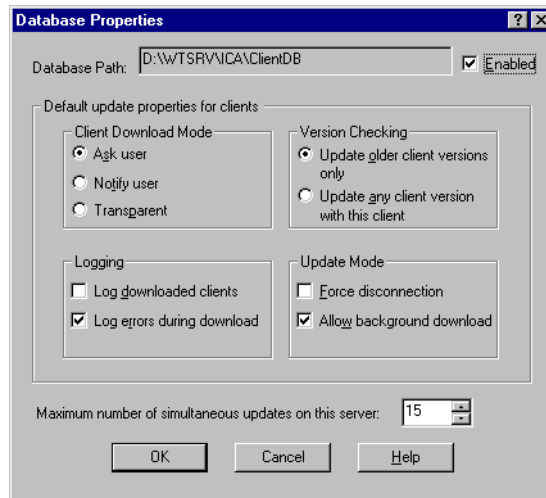 Database Properties
Database Path: D:\WTSRV\ICA\ClientDB
Enabled
Default update properties for clients
Client Download Mode
Ask user
Notify user
Transparent
Version Checking
Update older client versions
only
Update any client version
with this client
Logging
Log downloaded clients
Log errors during download
Update Mode
Force disconnection
Allow background download
Maximum number of simultaneous updates on this server: 15
OK Cancel Help